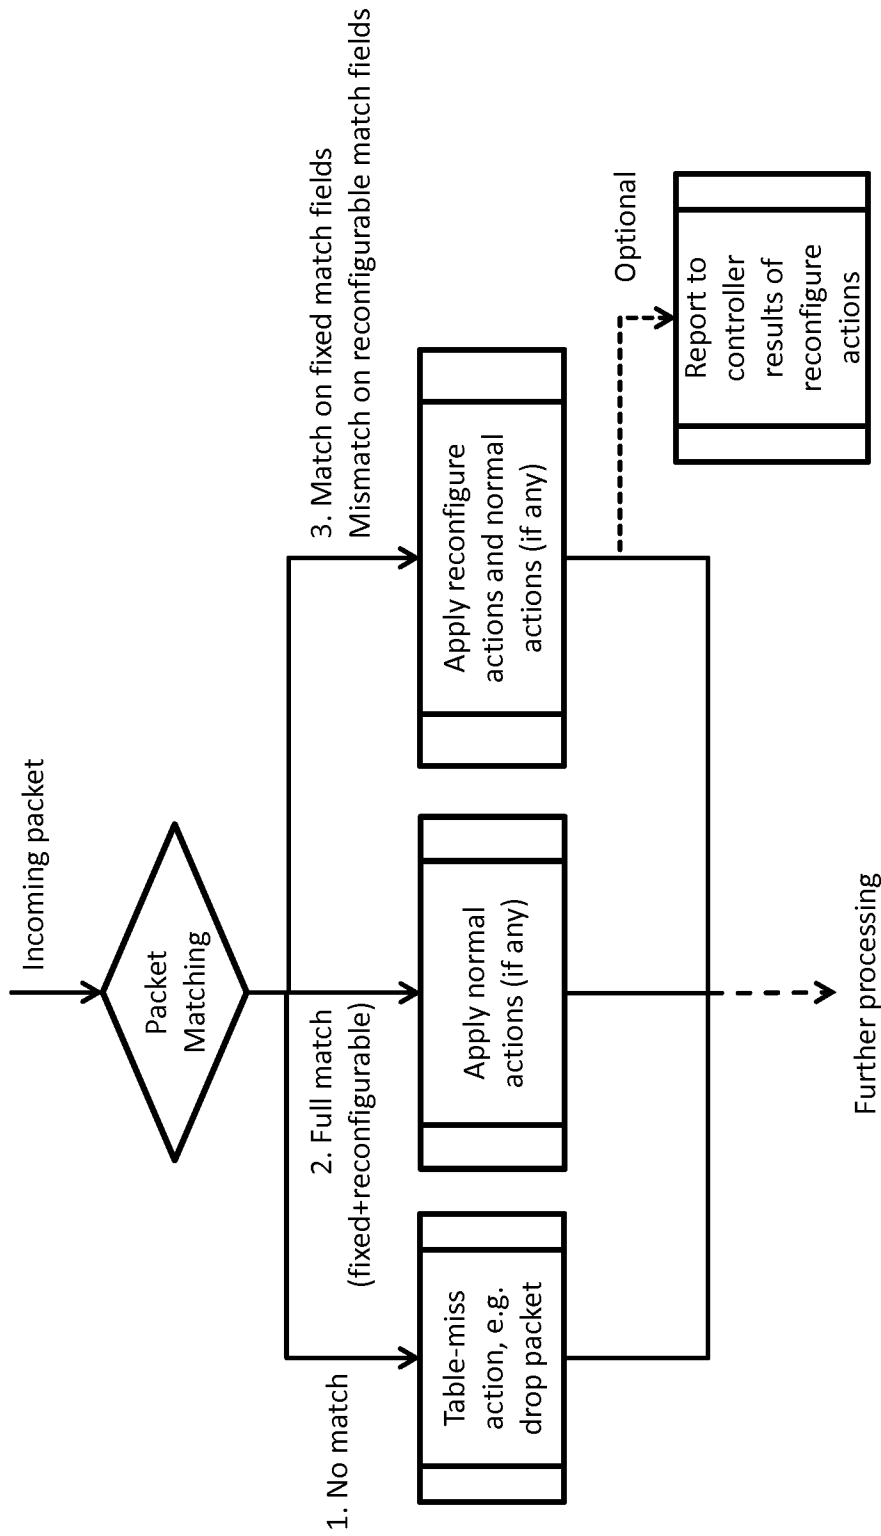 Incoming packet
Packet
Matching
1. No match
2. Full match
(fixed+reconfigurable)
3. Match on fixed match fields
Mismatch on reconfigurable match fields
Table-miss
action, e.g.
drop packet
Apply normal
actions (if any)
Apply reconfigure
actions and normal
actions (if any)
Optional
Report to
controller
results of
reconfigure
actions
Further processing